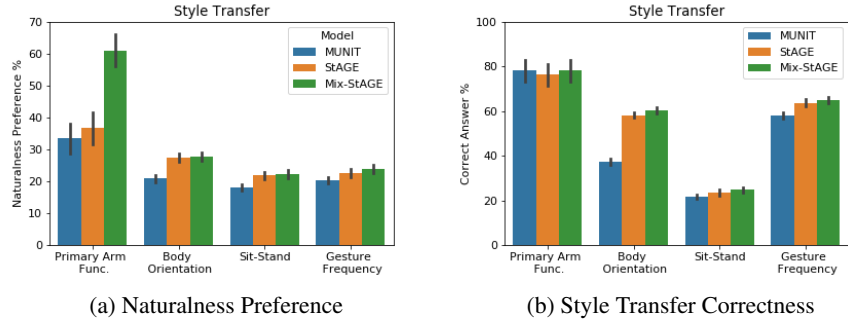 Style Transfer
Naturalness Preference %
70
60
50
40
30
20
10
0
Model
MUNIT
StAGE
Mix-StAGE
Primary Arm
Func.
Body
Orientation
Sit-Stand
Gesture
Frequency
(a) Naturalness Preference
Style Transfer
Correct Answer %
100
80
60
40
20
0
MUNIT
StAGE
Mix-StAGE
Primary Arm
Func.
Body
Orientation
Sit-Stand
Gesture
Frequency
(b) Style Transfer Correctness